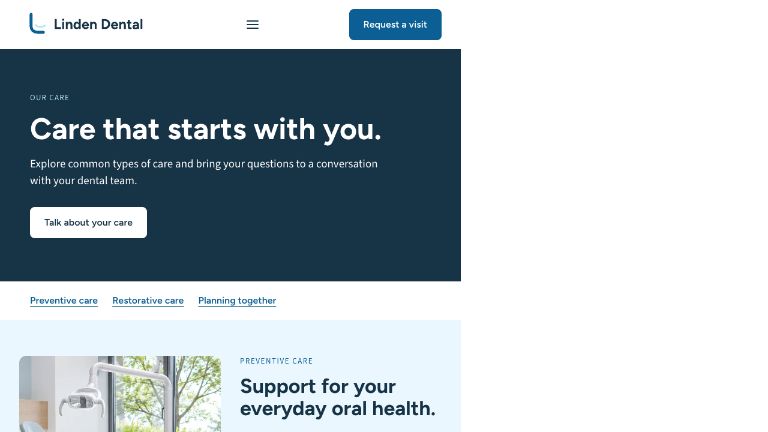 Linden Dental
Request a visit
OUR CARE
Care that starts with you.
Explore common types of care and bring your questions to a conversation
with your dental team.
Talk about your care
Preventive care
Restorative care
Planning together
PREVENTIVE CARE
Support for your
everyday oral health.